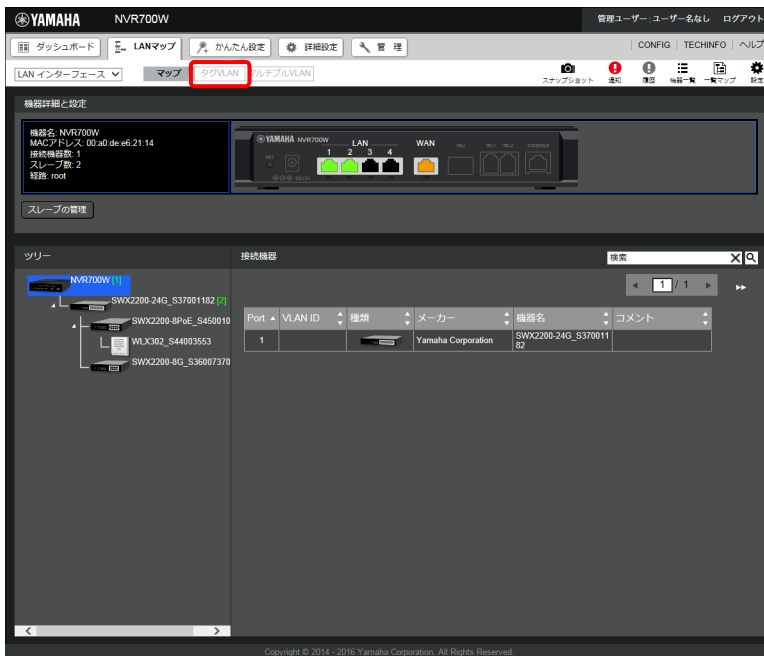 YAMAHA NVR700W 管理ユーザー:ユーザー名なし ログアウト
ダッシュボード LANマップ かんたん設定 詳細設定 管 理 CONFIG TECHINFO ヘルプ
LAN インターフェース マップ タグVLAN マルチプルVLAN スナップショット 通知 履歴 機器一覧 一覧マップ 設定
機器詳細と設定
機器名: NVR700W
MACアドレス: 00:a0:de:e6:21:14
接続機器数: 1
スレーブ数: 2
経路: root
YAMAHA NVR700W LAN WAN ONU TEL1 TEL2 CONSOLE
1 2 3 4
DC12V
スレーブの管理
ツリー
NVR700W [1]
SWX2200-24G_S37001182 [2]
SWX2200-8PoE_S450010
WLX302_S44003553
SWX2200-8G_S36007370
接続機器 検索
1 / 1
Port VLAN ID 種類 メーカー 機器名 コメント
1 Yamaha Corporation SWX2200-24G_S370011
82
Copyright © 2014 - 2016 Yamaha Corporation. All Rights Reserved.